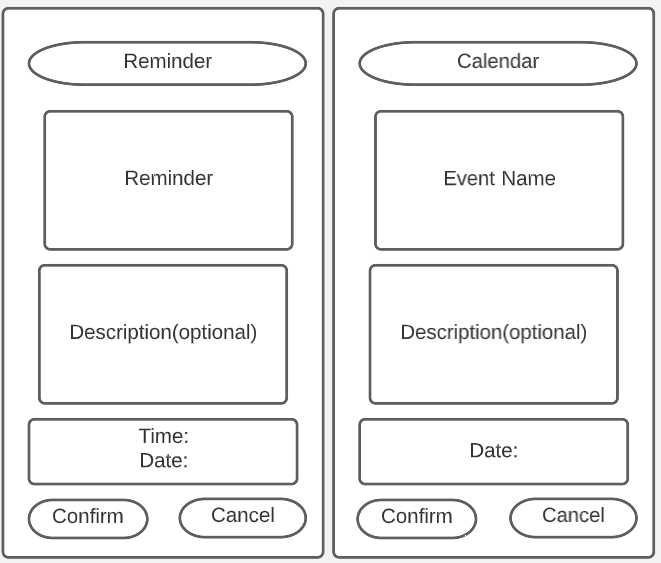 Reminder
Reminder
Description(optional)
Time:
Date:
Confirm
Cancel
Calendar
Event Name
Description(optional)
Date:
Confirm
Cancel